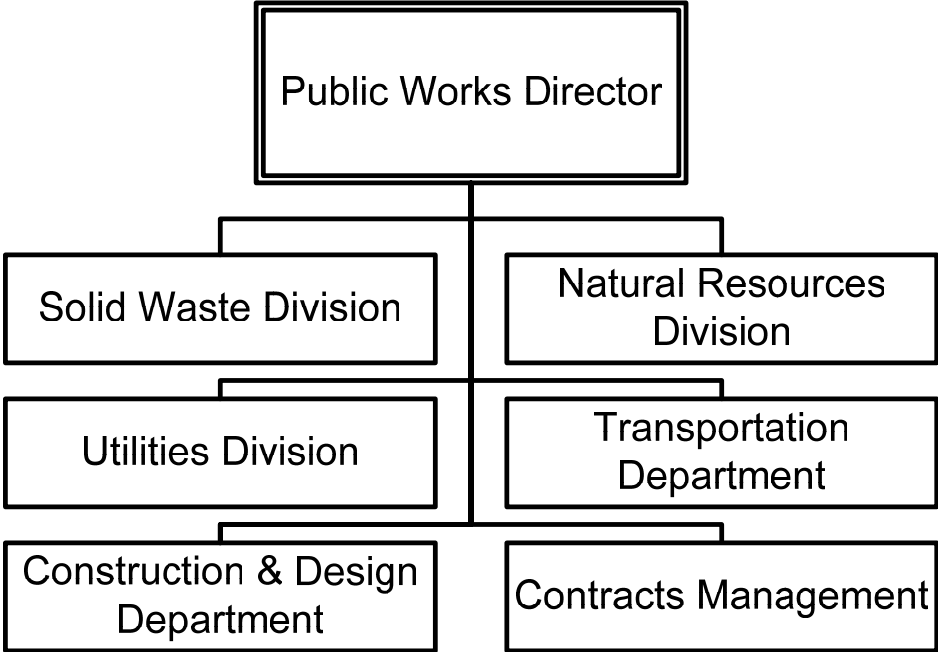 Public Works Director
Solid Waste Division
Natural Resources
Division
Utilities Division
Transportation
Department
Construction & Design
Department
Contracts Management